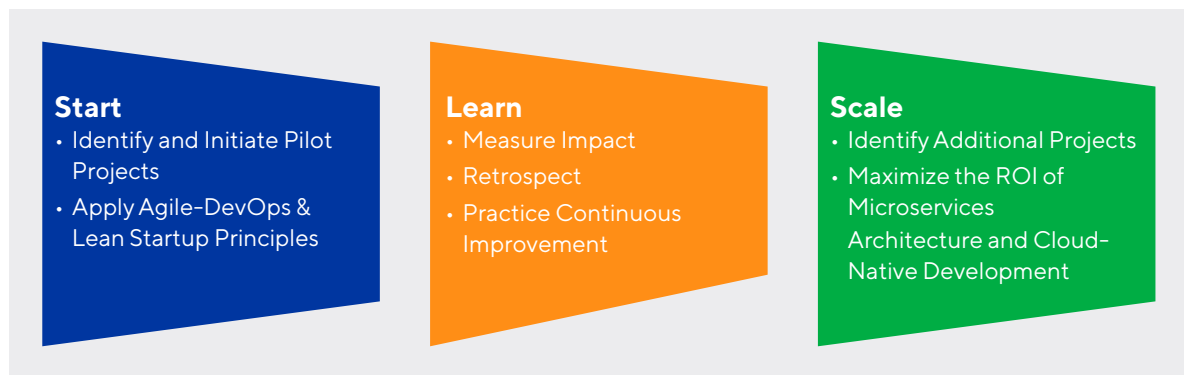 Start
• Identify and Initiate Pilot
Projects
• Apply Agile-DevOps &
Lean Startup Principles
Learn
• Measure Impact
• Retrospect
• Practice Continuous
Improvement
Scale
• Identify Additional Projects
• Maximize the ROI of
Microservices
Architecture and Cloud-
Native Development